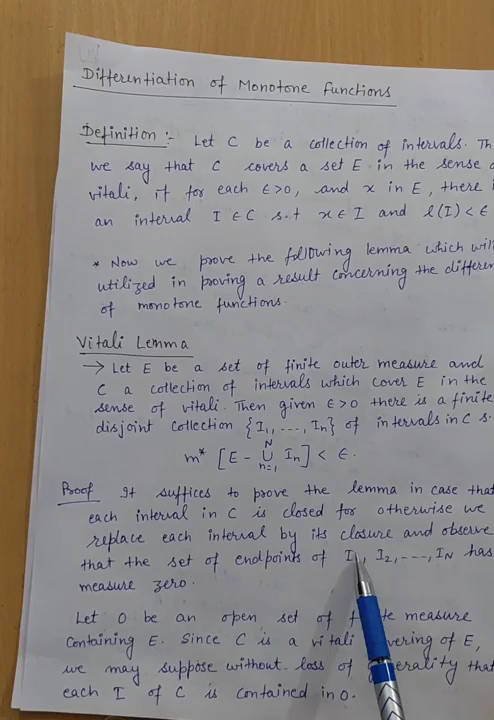 Differentiation of Monotone functions
Definition :- Let C be a collection of intervals. Th
we say that C covers a set E in the sense o
vitali, if for each ϵ>0, and x in E, there i
an interval I ∈ C s.t x ∈ I and l(I) < ϵ
* Now we prove the following lemma which will
utilized in proving a result concerning the differen
of monotone functions.
Vitali Lemma
→ Let E be a set of finite outer measure and
C a collection of intervals which cover E in the
sense of vitali. Then given ϵ>0 there is a finite
disjoint collection {I₁, ---, Iₙ} of intervals in C s.
m* [E - ∪ₙ₌₁ᴺ Iₙ] < ϵ.
Proof It suffices to prove the lemma in case that
each interval in C is closed for otherwise we
replace each interval by its closure and observe
that the set of endpoints of I₁, I₂, ---, I_N has
measure zero.
Let O be an open set of measure
containing E. Since C is a vitali of E,
we may suppose without loss of that
each I of C is contained in O.